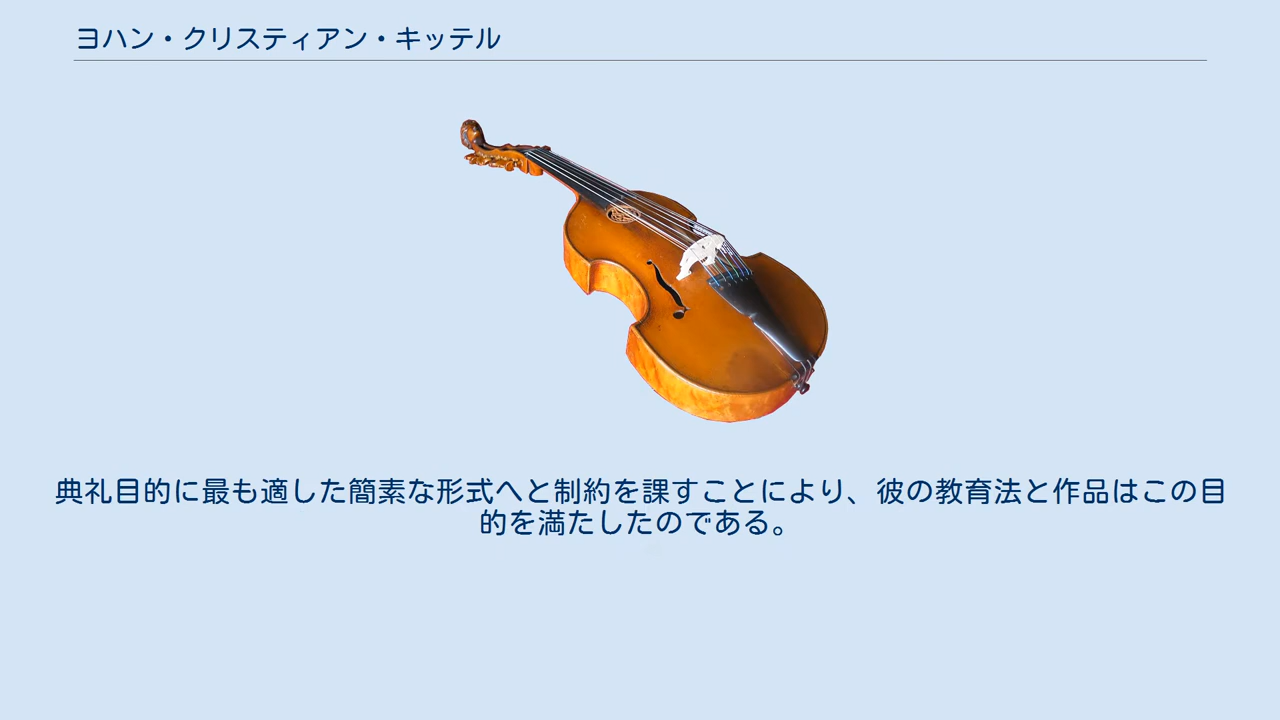 ヨハン・クリスティアン・キッテル
典礼目的に最も適した簡素な形式へと制約を課すことにより、彼の教育法と作品はこの目
的を満たしたのである。